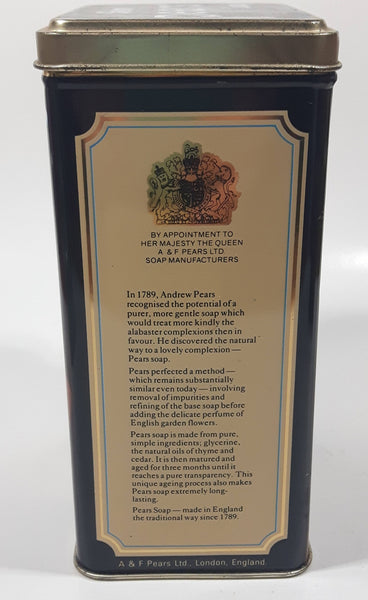 BY APPOINTMENT TO
HER MAJESTY THE QUEEN
A & F PEARS LTD
SOAP MANUFACTURERS
In 1789, Andrew Pears
recognised the potential of a
purer, more gentle soap which
would treat more kindly the
alabaster complexions then in
favour. He discovered the natural
way to a lovely complexion —
Pears soap.
Pears perfected a method —
which remains substantially
similar even today — involving
removal of impurities and
refining of the base soap before
adding the delicate perfume of
English garden flowers.
Pears soap is made from pure,
simple ingredients; glycerine,
the natural oils of thyme and
cedar. It is then matured and
aged for three months until it
reaches a pure transparency. This
unique ageing process also makes
Pears soap extremely long-
lasting.
Pears Soap — made in England
the traditional way since 1789.
A & F Pears Ltd., London, England.